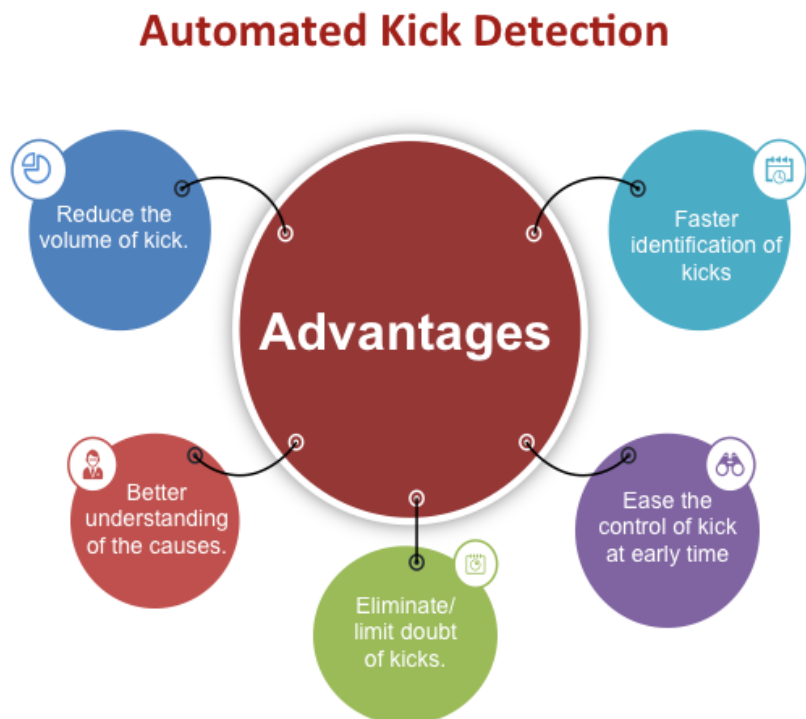 Automated Kick Detection
Reduce the
volume of kick.
Faster
identification of
kicks
Advantages
Better
understanding
of the causes.
Ease the
control of kick
at early time
Eliminate/
limit doubt
of kicks.